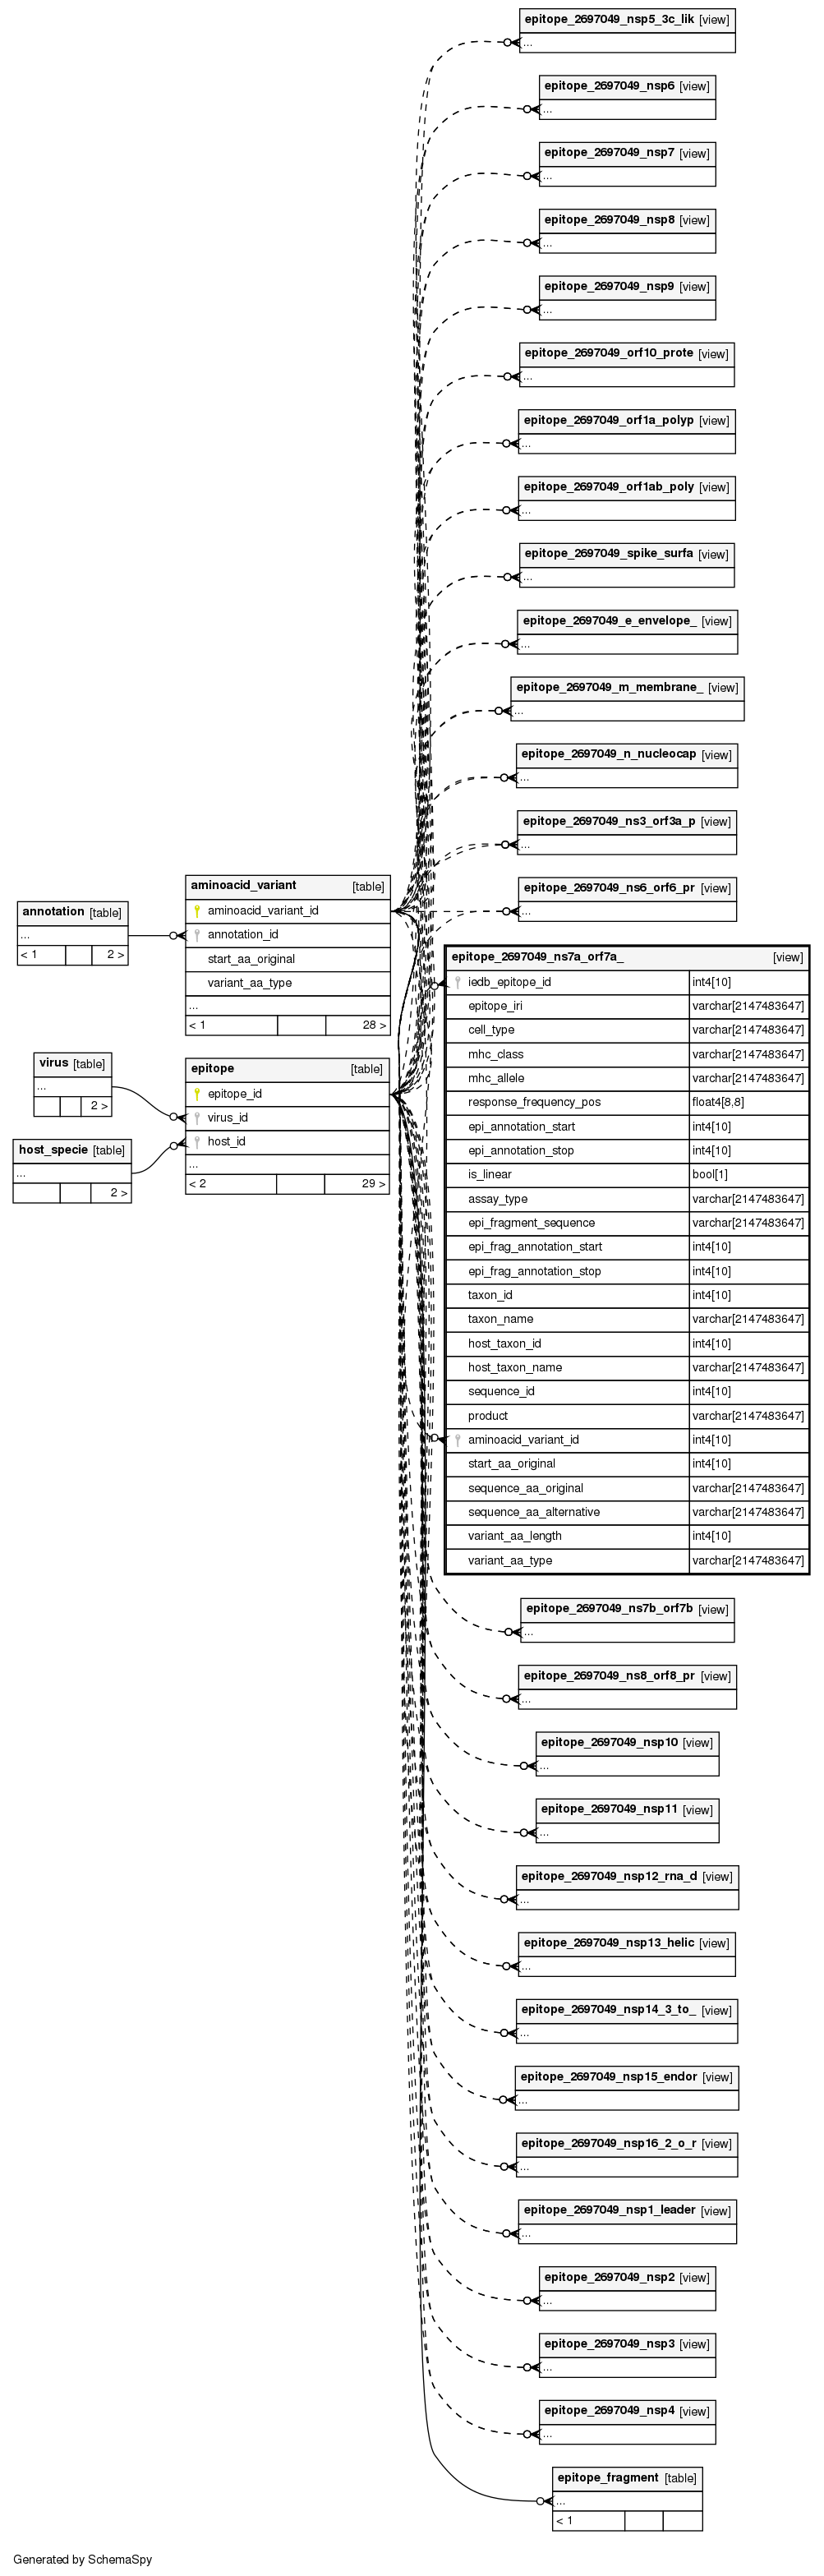 epitope_2697049_nsp5_3c_lik [view]
...
epitope_2697049_nsp6 [view]
...
epitope_2697049_nsp7 [view]
...
epitope_2697049_nsp8 [view]
...
epitope_2697049_nsp9 [view]
...
epitope_2697049_orf10_prote [view]
...
epitope_2697049_orf1a_polyp [view]
...
epitope_2697049_orf1ab_poly [view]
...
epitope_2697049_spike_surfa [view]
...
epitope_2697049_e_envelope_ [view]
...
epitope_2697049_m_membrane_ [view]
...
epitope_2697049_n_nucleocap [view]
...
epitope_2697049_ns3_orf3a_p [view]
...
epitope_2697049_ns6_orf6_pr [view]
...
annotation [table]
...
< 1 2 >
aminoacid_variant [table]
aminoacid_variant_id
annotation_id
start_aa_original
variant_aa_type
...
< 1 28 >
virus [table]
...
2 >
host_specie [table]
...
2 >
epitope [table]
epitope_id
virus_id
host_id
...
< 2 29 >
epitope_2697049_ns7a_orf7a_ [view]
iedb_epitope_id int4[10]
epitope_iri varchar[2147483647]
cell_type varchar[2147483647]
mhc_class varchar[2147483647]
mhc_allele varchar[2147483647]
response_frequency_pos float4[8,8]
epi_annotation_start int4[10]
epi_annotation_stop int4[10]
is_linear bool[1]
assay_type varchar[2147483647]
epi_fragment_sequence varchar[2147483647]
epi_frag_annotation_start int4[10]
epi_frag_annotation_stop int4[10]
taxon_id int4[10]
taxon_name varchar[2147483647]
host_taxon_id int4[10]
host_taxon_name varchar[2147483647]
sequence_id int4[10]
product varchar[2147483647]
aminoacid_variant_id int4[10]
start_aa_original int4[10]
sequence_aa_original varchar[2147483647]
sequence_aa_alternative varchar[2147483647]
variant_aa_length int4[10]
variant_aa_type varchar[2147483647]
epitope_2697049_ns7b_orf7b [view]
...
epitope_2697049_ns8_orf8_pr [view]
...
epitope_2697049_nsp10 [view]
...
epitope_2697049_nsp11 [view]
...
epitope_2697049_nsp12_rna_d [view]
...
epitope_2697049_nsp13_helic [view]
...
epitope_2697049_nsp14_3_to_ [view]
...
epitope_2697049_nsp15_endor [view]
...
epitope_2697049_nsp16_2_o_r [view]
...
epitope_2697049_nsp1_leader [view]
...
epitope_2697049_nsp2 [view]
...
epitope_2697049_nsp3 [view]
...
epitope_2697049_nsp4 [view]
...
epitope_fragment [table]
...
< 1
Generated by SchemaSpy